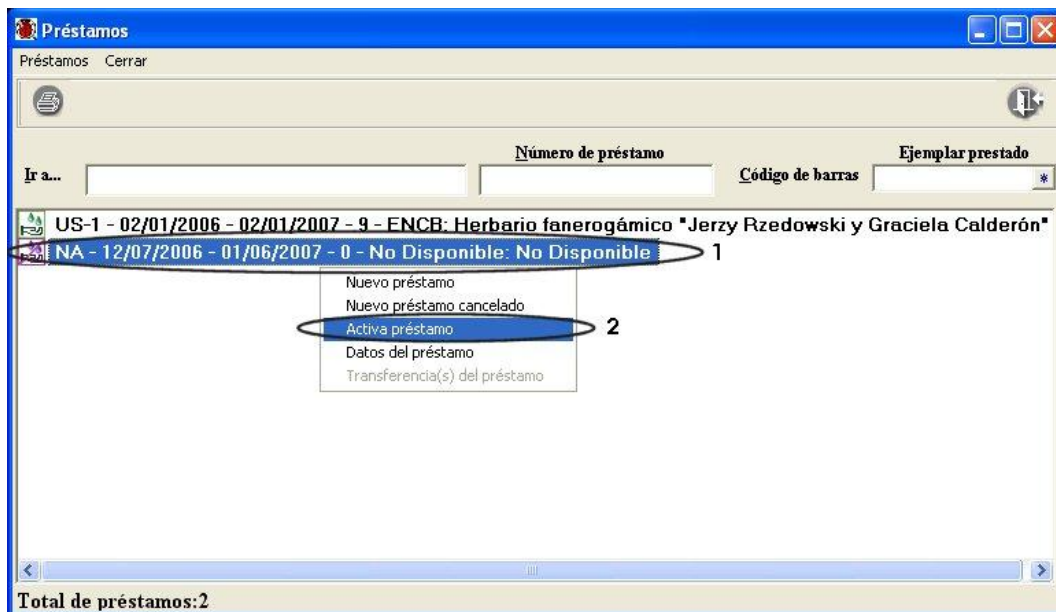 Préstamos
Préstamos Cerrar
Número de préstamo
Ejemplar prestado
Ir a...
Código de barras
*
US-1 - 02/01/2006 - 02/01/2007 - 9 - ENCB: Herbario fanerogámico "Jerzy Rzedowski y Graciela Calderón"
NA - 12/07/2006 - 01/06/2007 - 0 - No Disponible: No Disponible
1
Nuevo préstamo
Nuevo préstamo cancelado
Activa préstamo
2
Datos del préstamo
Transferencia(s) del préstamo
Total de préstamos:2